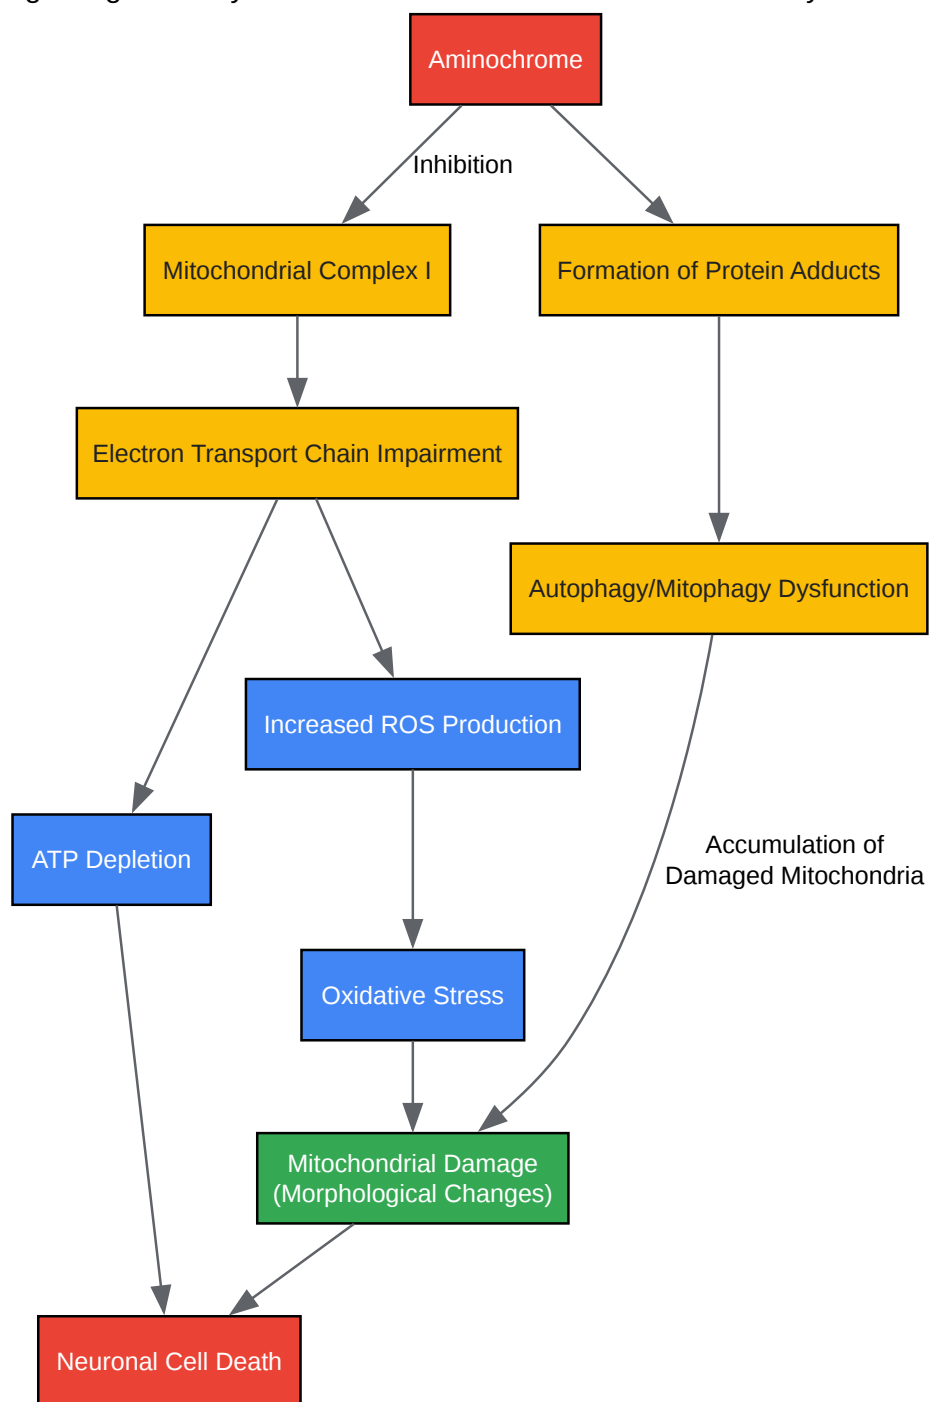 Aminochrome
Inhibition
Mitochondrial Complex I
Formation of Protein Adducts
Electron Transport Chain Impairment
Autophagy/Mitophagy Dysfunction
Increased ROS Production
ATP Depletion
Accumulation of
Damaged Mitochondria
Oxidative Stress
Mitochondrial Damage
(Morphological Changes)
Neuronal Cell Death